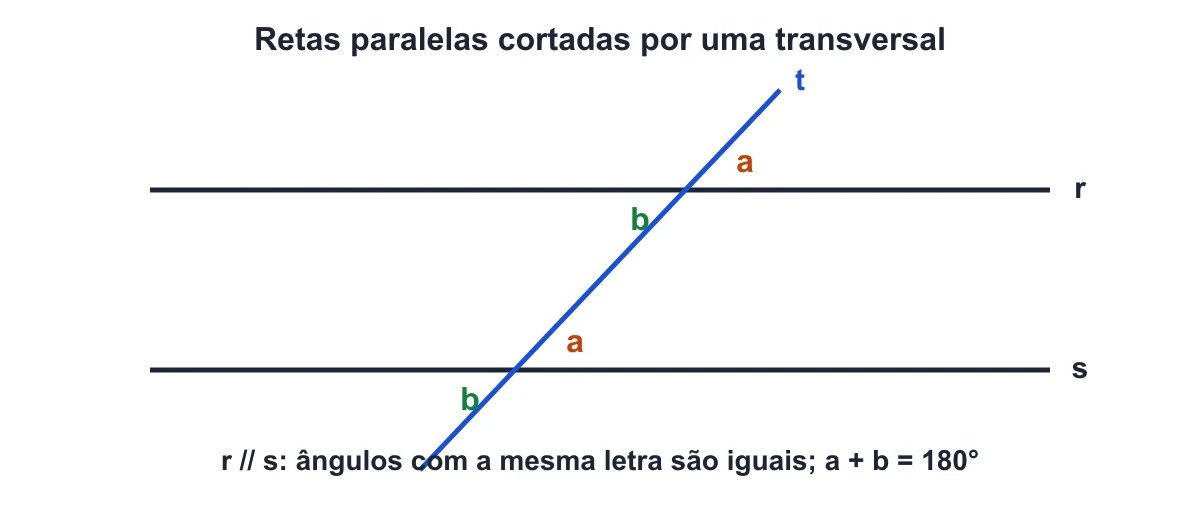 Retas paralelas cortadas por uma transversal
t
a
r
b
a
s
b
r // s: ângulos com a mesma letra são iguais; a + b = 180°